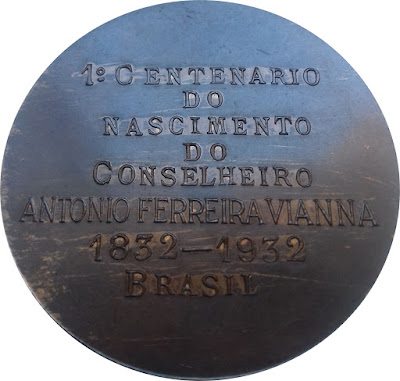 1º CENTENARIO
DO
NASCIMENTO
DO
CONSELHEIRO
ANTONIO FERREIRA VIANNA
1832—1932
BRASIL